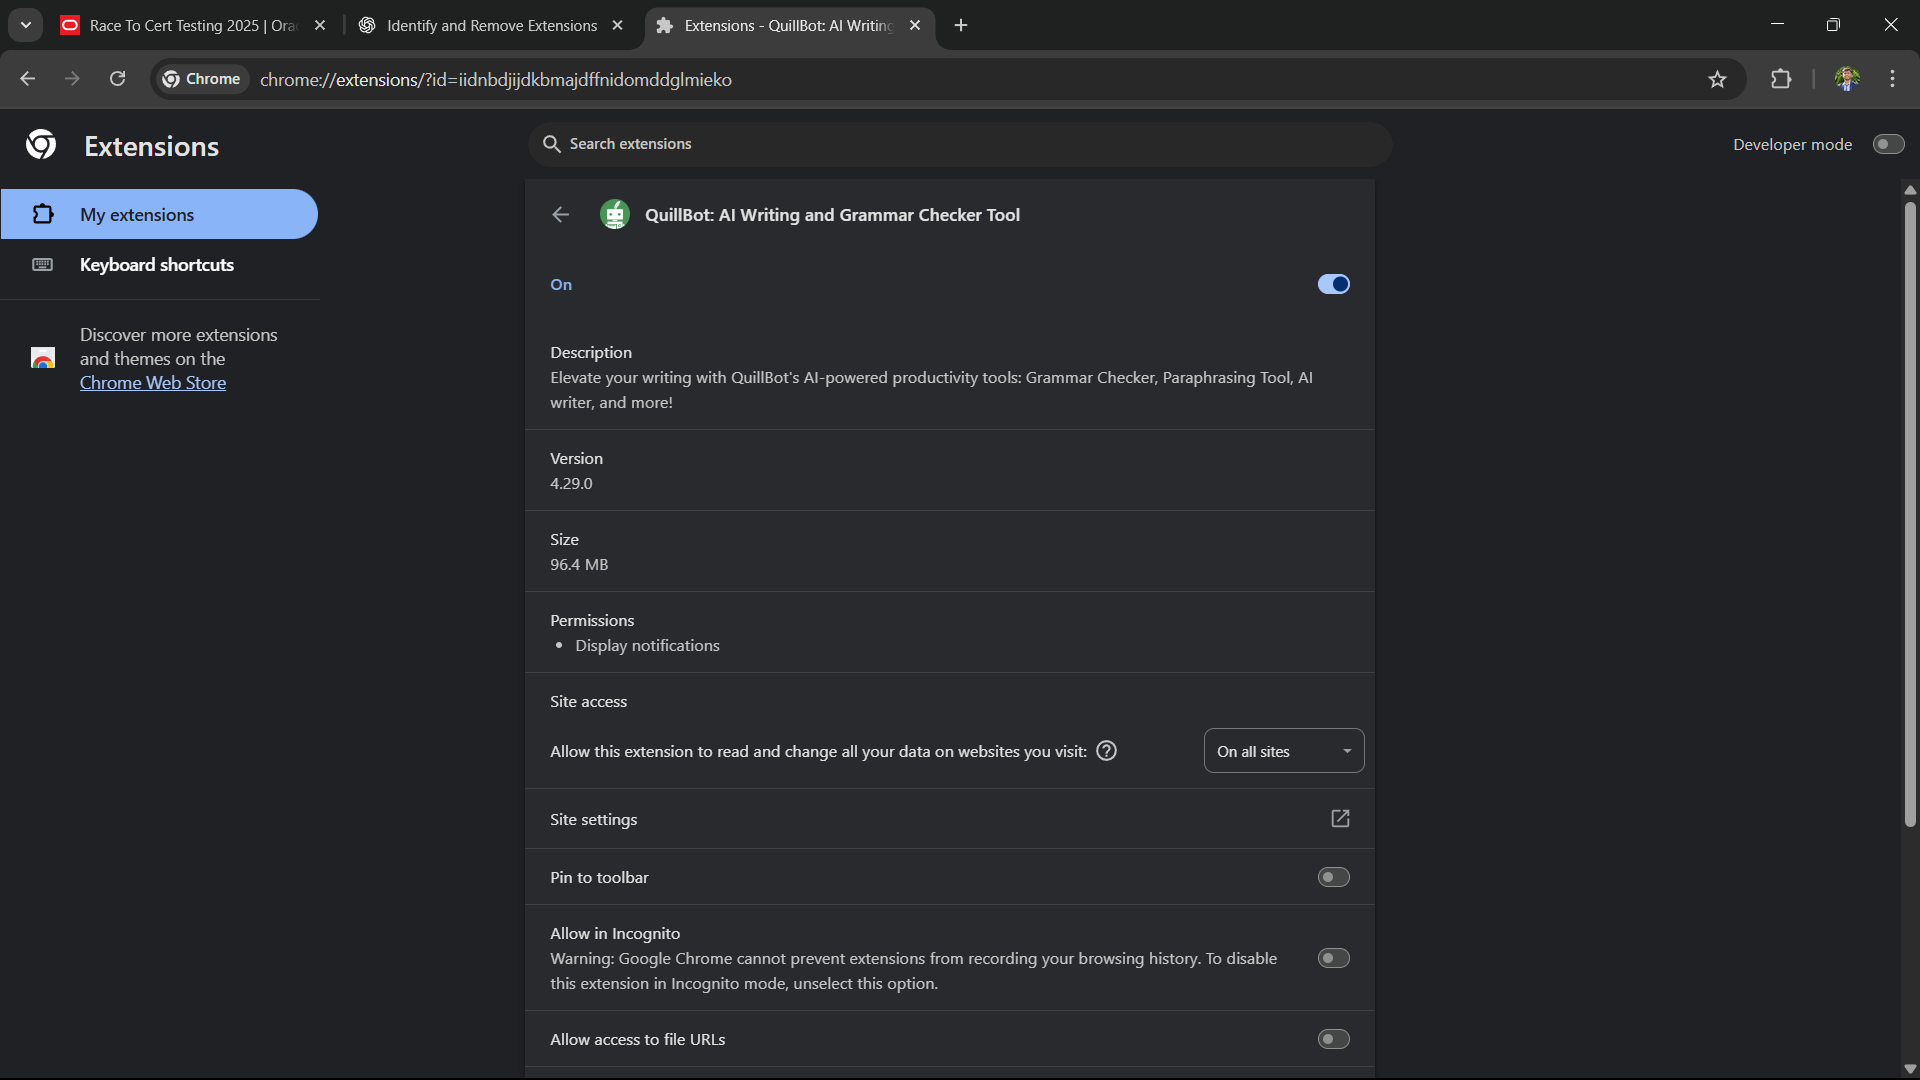 Race To Cert Testing 2025 | Ora
Identify and Remove Extensions
Extensions - QuillBot: AI Writing
Chrome
chrome://extensions/?id=iidnbdjijdkbmajdffnidomddglmieko
Extensions
Search extensions
Developer mode
My extensions
Keyboard shortcuts
Discover more extensions
and themes on the
Chrome Web Store
QuillBot: AI Writing and Grammar Checker Tool
On
Description
Elevate your writing with QuillBot's AI-powered productivity tools: Grammar Checker, Paraphrasing Tool, AI
writer, and more!
Version
4.29.0
Size
96.4 MB
Permissions
• Display notifications
Site access
Allow this extension to read and change all your data on websites you visit:
On all sites
Site settings
Pin to toolbar
Allow in Incognito
Warning: Google Chrome cannot prevent extensions from recording your browsing history. To disable
this extension in Incognito mode, unselect this option.
Allow access to file URLs